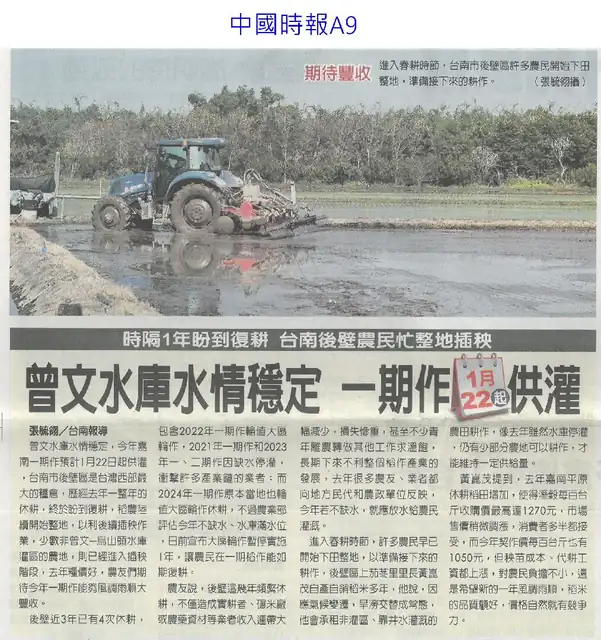 中國時報A9
期待豐收
進入春耕時節，台南市後壁區許多農民開始下田
整地，準備接下來的耕作。
（張毓翎攝）
時隔1年盼到復耕 台南後壁農民忙整地插秧
曾文水庫水情穩定 一期作1月22起供灌
張毓翎／台南報導
曾文水庫水情穩定，今年嘉
南一期作預計1月22日起供灌
，台南市後壁區是台灣西部最
大的糧倉，歷經去年一整年的
休耕，終於盼到復耕，稻農陸
續開始整地，以利後續插秧作
業，少數非曾文－烏山頭水庫
灌區的農地，則已經進入插秧
階段，去年糧價好，農友們期
待今年一期作能夠風調雨順大
豐收。
後壁近3年已有4次休耕，
包含2022年一期作輪值大區
輪作，2021年一期作和2023
年一、二期作因缺水停灌，
衝擊許多產業鏈的業者；而
2024年一期作原本當地也輪
值大區輪作休耕，不過農業部
評估今年不缺水、水庫滿水位
，日前宣布大區輪作暫停實施
1年，讓農民在一期稻作能如
期復耕。
農友說，後壁這幾年頻繁休
耕，不僅造成實耕者、碾米廠
或農藥資材等業者收入連帶大
幅減少，損失慘重，甚至不少青
年離農轉做其他工作求溫飽，
長期下來不利整個稻作產業的
發展，去年很多農友、業者都
向地方民代和農政單位反映，
今年若不缺水，就應放水給農民
灌溉。
進入春耕時節，許多農民早已
開始下田整地，以準備接下來的
耕作，後壁區上茄苳里里長黃嵩
茂自產自銷稻米多年，他說，因
應氣候變遷，旱澇交替成常態，
他會承租非灌區、靠井水灌溉的
農田耕作，像去年雖然水庫停灌
，仍有少部分農地可以耕作，才
能維持一定供給量。
黃嵩茂提到，去年嘉南平原
休耕稻田增加，使得溼穀每百台
斤收購價最高達1270元，市場
售價稍微調漲，消費者多半都接
受，而今年契作價每百台斤也有
1050元，但秧苗成本、代耕工
資都上漲，對農民負擔不小，還
是希望新的一年風調雨順，稻米
的品質顧好，價格自然就有競爭
力。